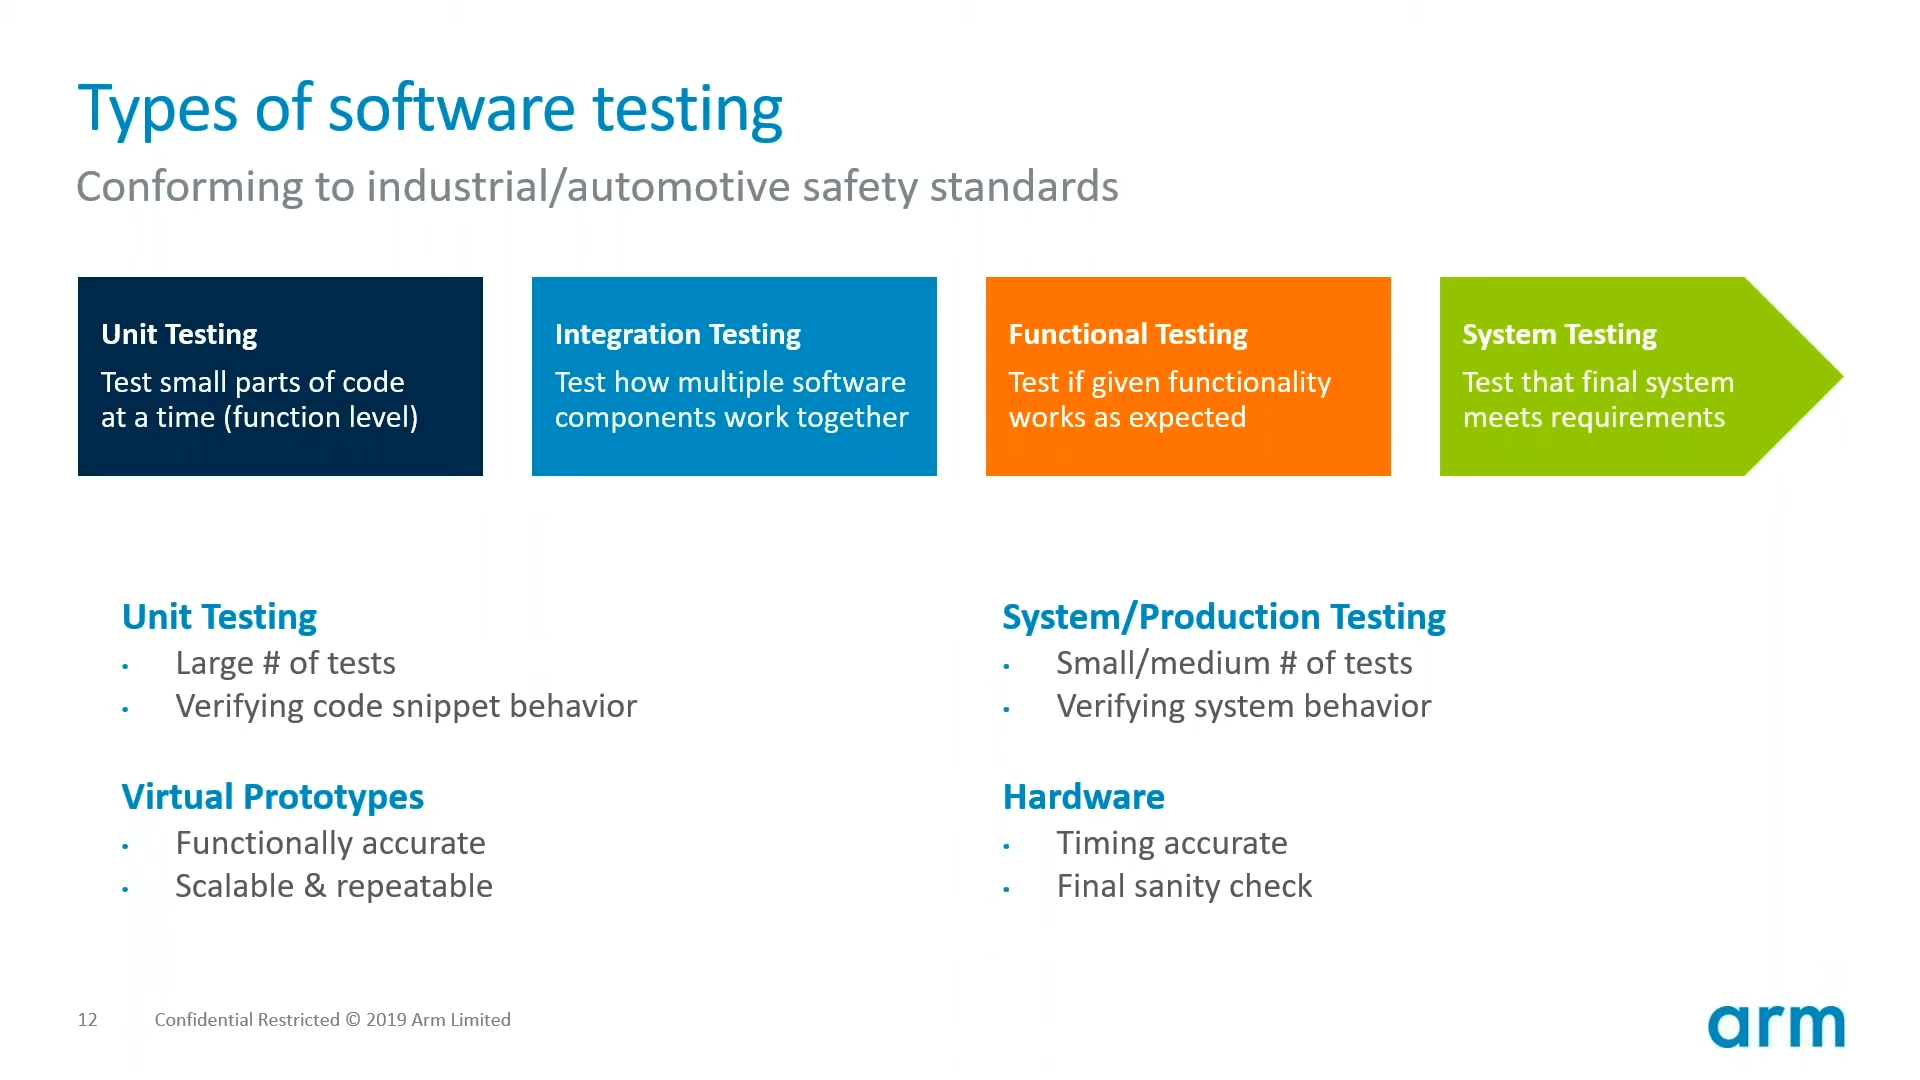 Types of software testing
Conforming to industrial/automotive safety standards
Unit Testing
Test small parts of code
at a time (function level)
Integration Testing
Test how multiple software
components work together
Functional Testing
Test if given functionality
works as expected
System Testing
Test that final system
meets requirements
Unit Testing
• Large # of tests
• Verifying code snippet behavior
Virtual Prototypes
• Functionally accurate
• Scalable & repeatable
System/Production Testing
• Small/medium # of tests
• Verifying system behavior
Hardware
• Timing accurate
• Final sanity check
12 Confidential Restricted © 2019 Arm Limited
arm